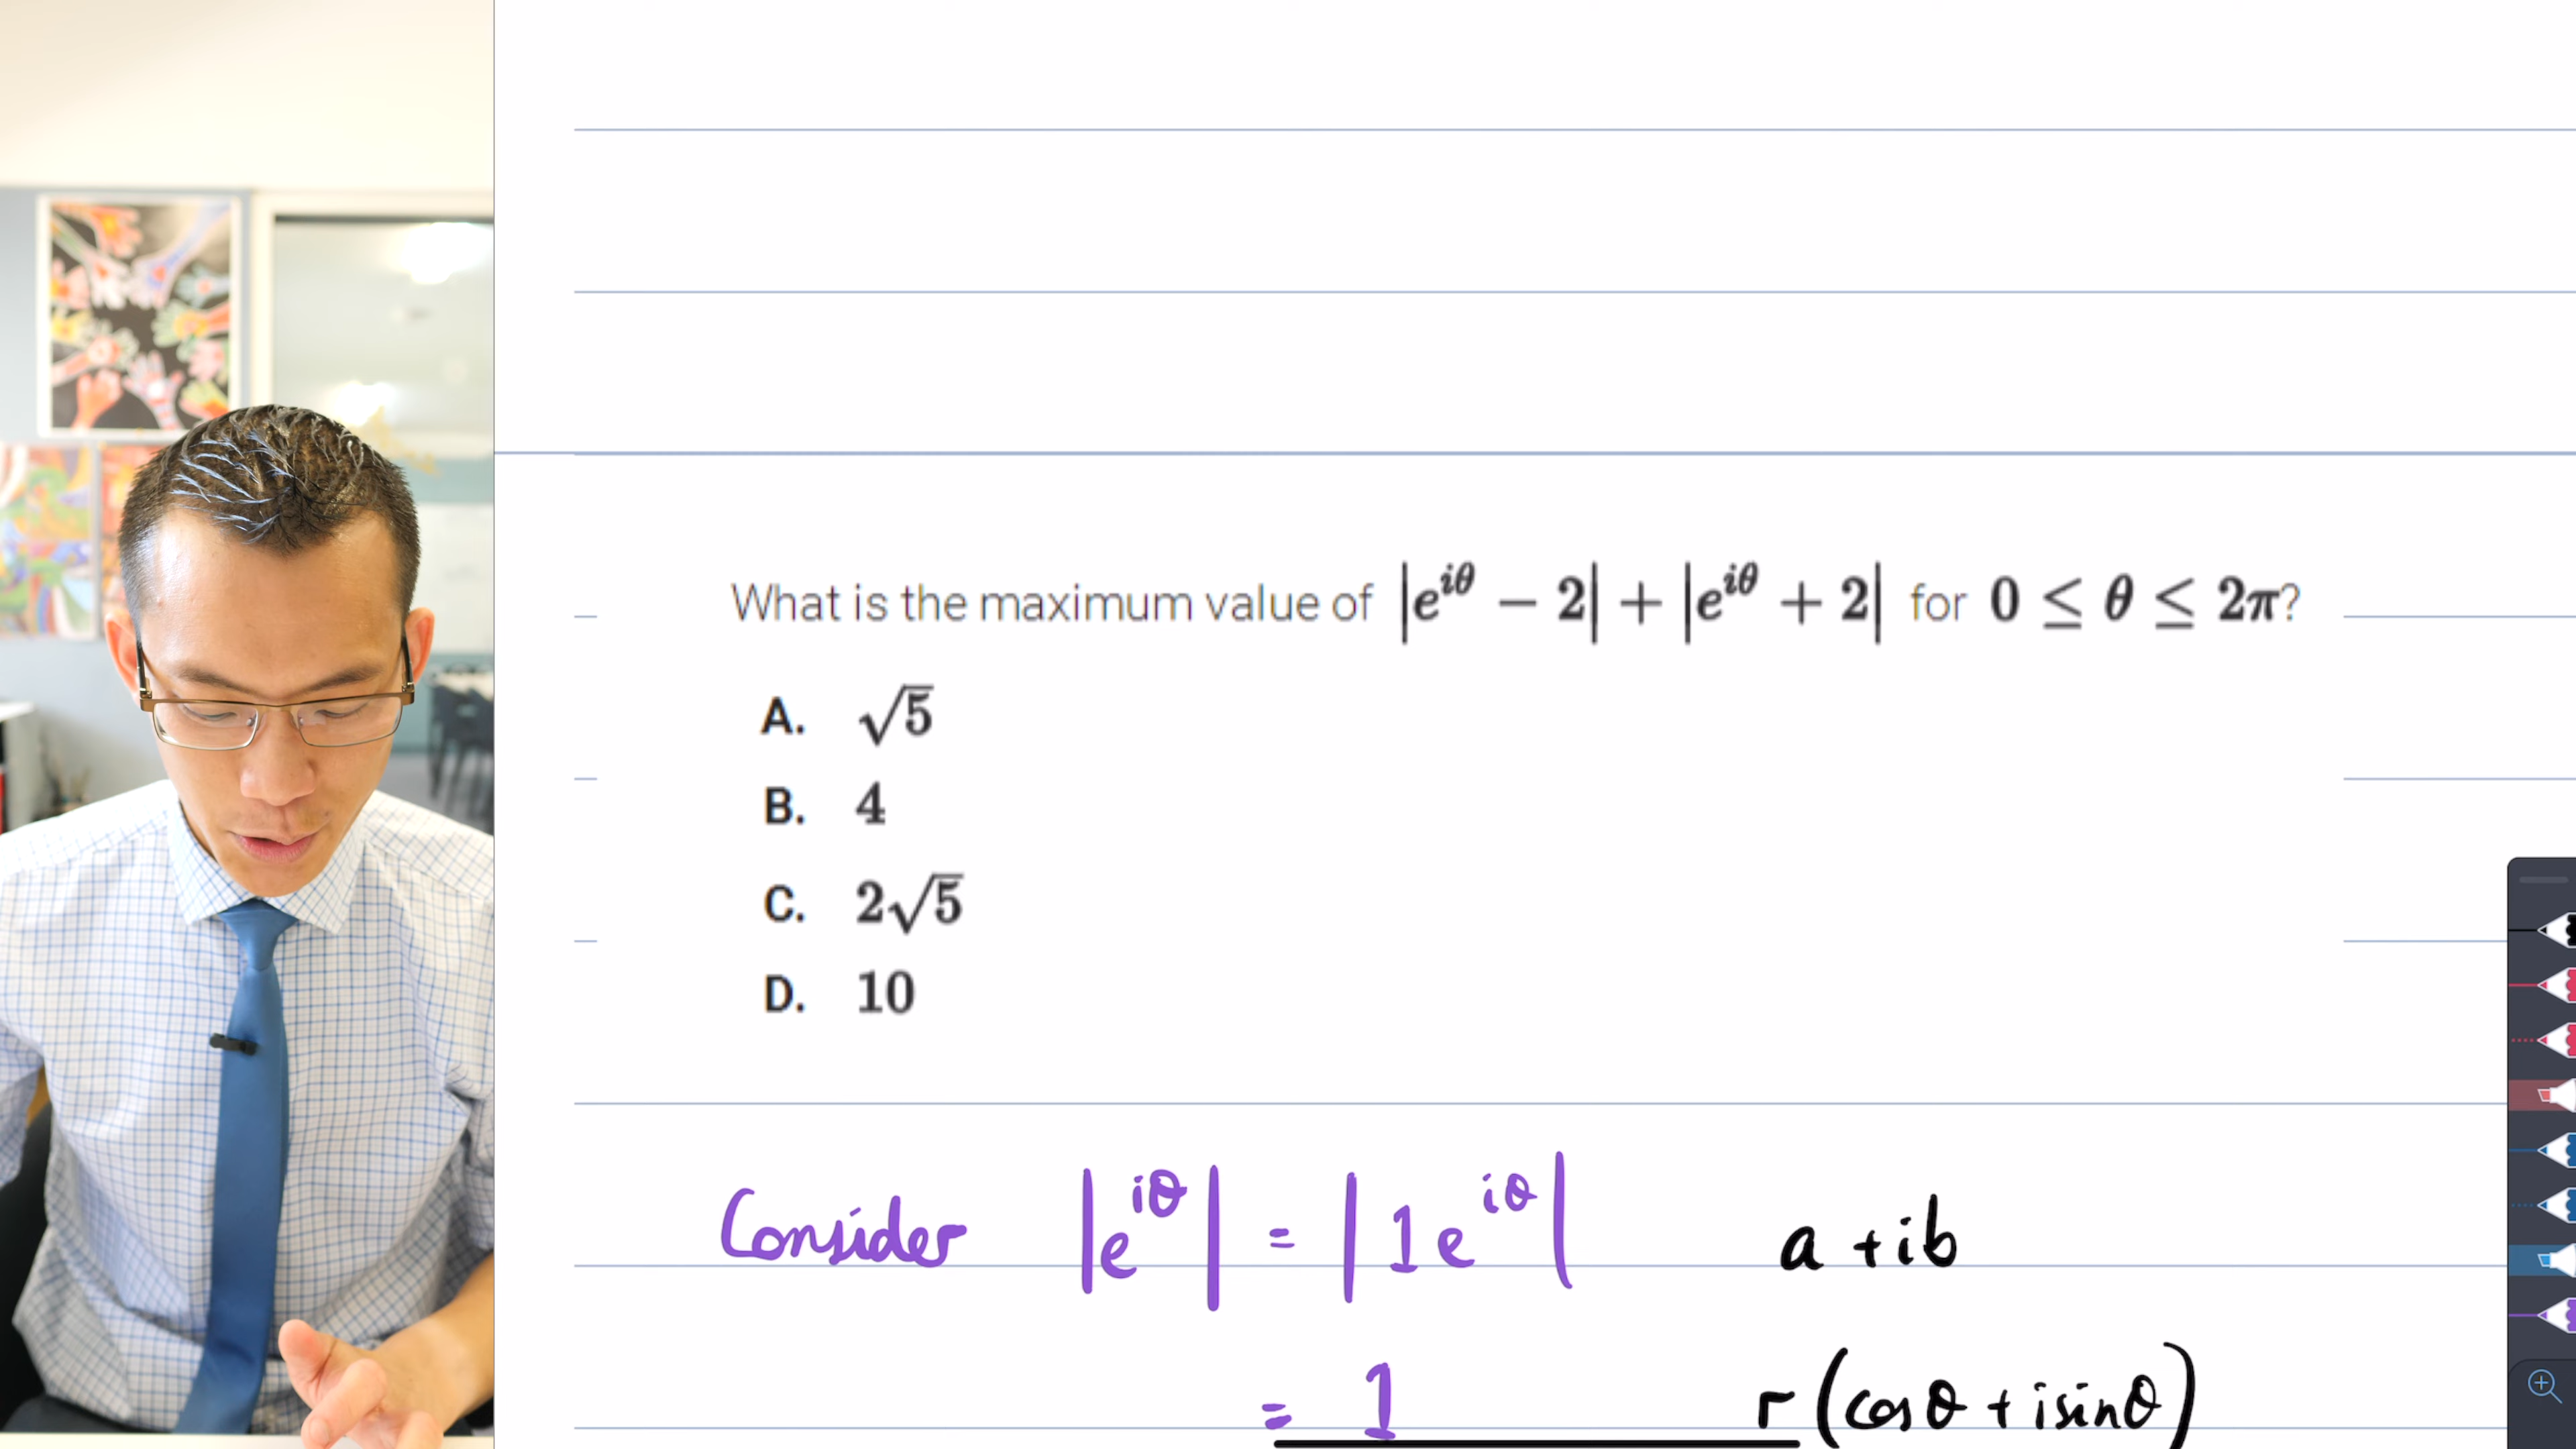 What is the maximum value of |e^{iθ} − 2| + |e^{iθ} + 2| for 0 ≤ θ ≤ 2π?
A. √5
B. 4
C. 2√5
D. 10
Consider |e^{iθ}| = |1e^{iθ}| a + ib
= 1 r(cosθ + isinθ)